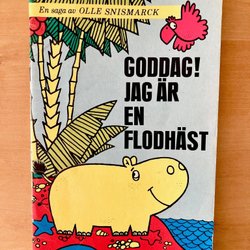 En saga av OLLE SNISMARCK
GODDAG!
JAG ÄR
EN
FLODHÄST